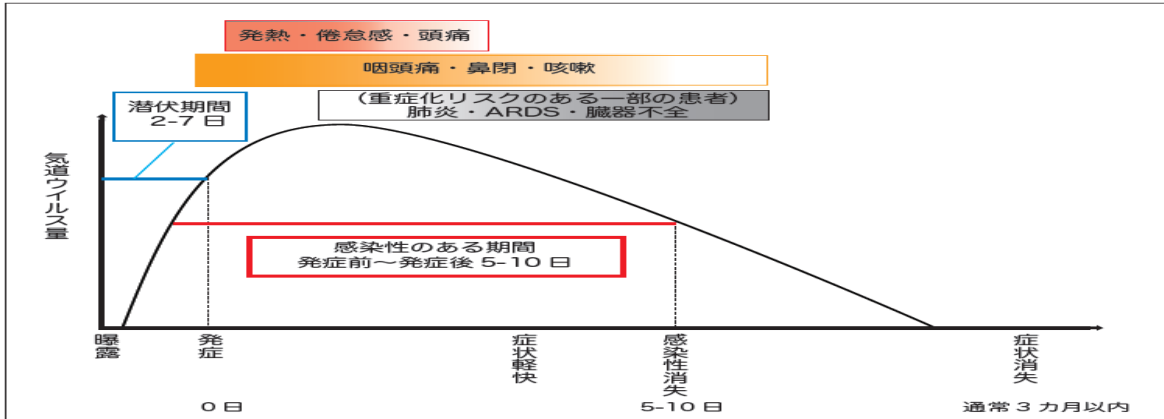 発熱・倦怠感・頭痛
咽頭痛・鼻閉・咳嗽
(重症化リスクのある一部の患者)
肺炎・ARDS・臓器不全
潜伏期間
2-7 日
気道ウイルス量
感染性のある期間
発症前〜発症後 5-10 日
曝露
発症
症状軽快
感染性消失
症状消失
0 日
5-10 日
通常 3 カ月以内